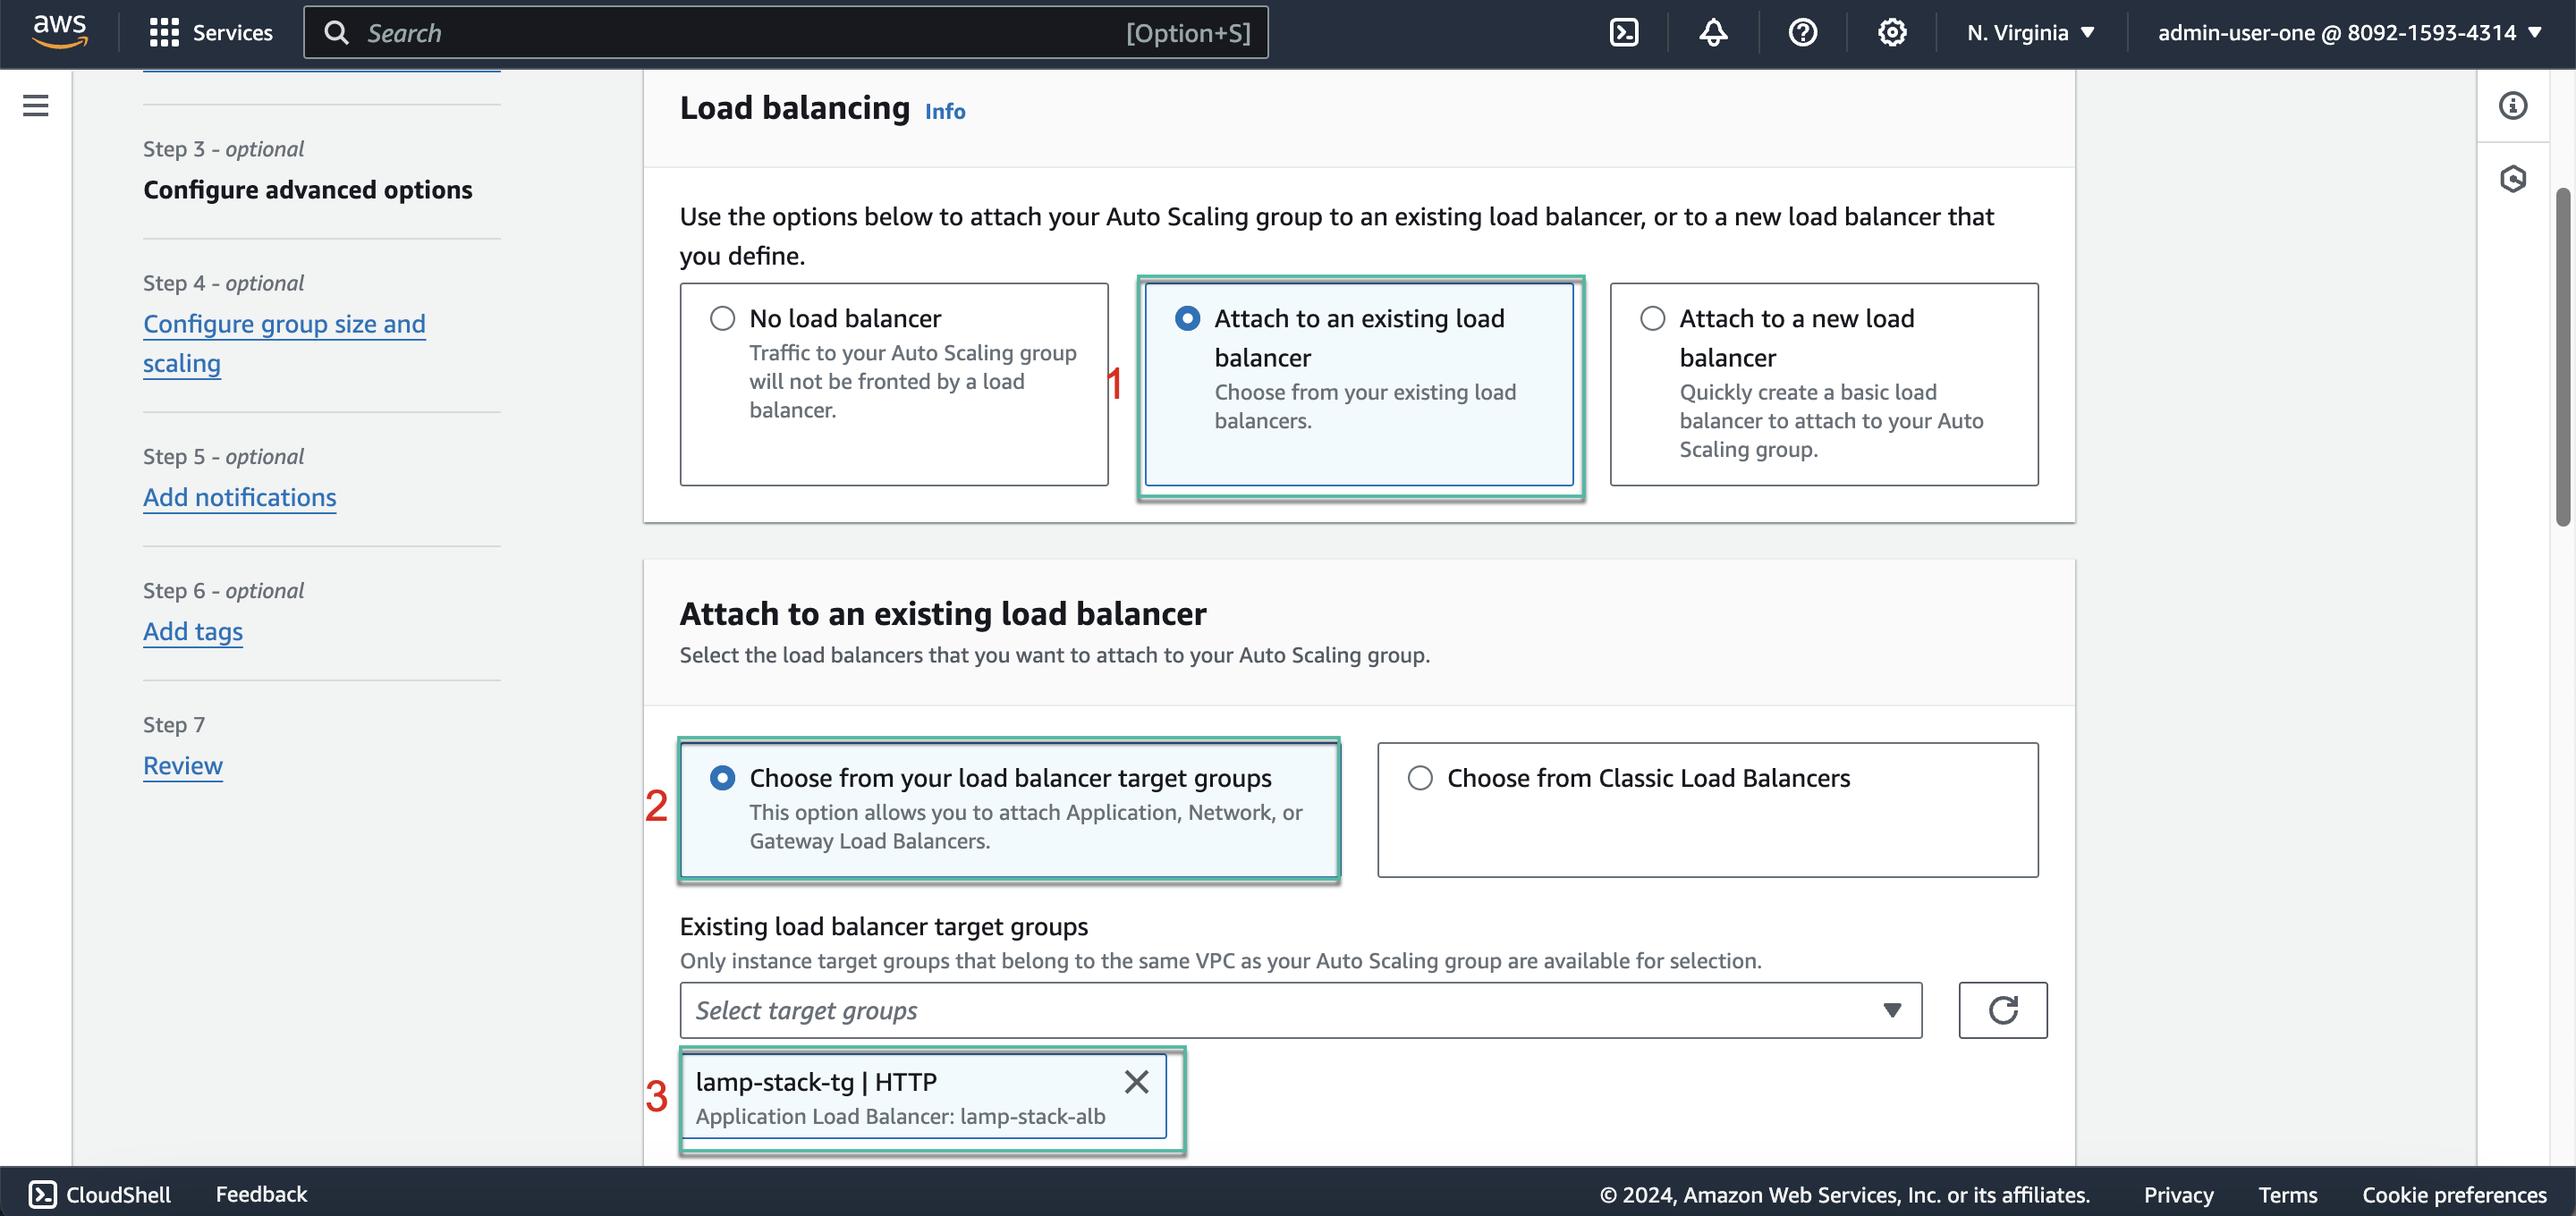 aws
Services
Search
[Option+S]
N. Virginia
admin-user-one @ 8092-1593-4314
Step 3 - optional
Configure advanced options
Step 4 - optional
Configure group size and
scaling
Step 5 - optional
Add notifications
Step 6 - optional
Add tags
Step 7
Review
Load balancing Info
Use the options below to attach your Auto Scaling group to an existing load balancer, or to a new load balancer that
you define.
No load balancer
Traffic to your Auto Scaling group
will not be fronted by a load
balancer.
1
Attach to an existing load
balancer
Choose from your existing load
balancers.
Attach to a new load
balancer
Quickly create a basic load
balancer to attach to your Auto
Scaling group.
Attach to an existing load balancer
Select the load balancers that you want to attach to your Auto Scaling group.
2
Choose from your load balancer target groups
This option allows you to attach Application, Network, or
Gateway Load Balancers.
Choose from Classic Load Balancers
Existing load balancer target groups
Only instance target groups that belong to the same VPC as your Auto Scaling group are available for selection.
Select target groups
3
lamp-stack-tg | HTTP
Application Load Balancer: lamp-stack-alb
CloudShell
Feedback
© 2024, Amazon Web Services, Inc. or its affiliates.
Privacy
Terms
Cookie preferences